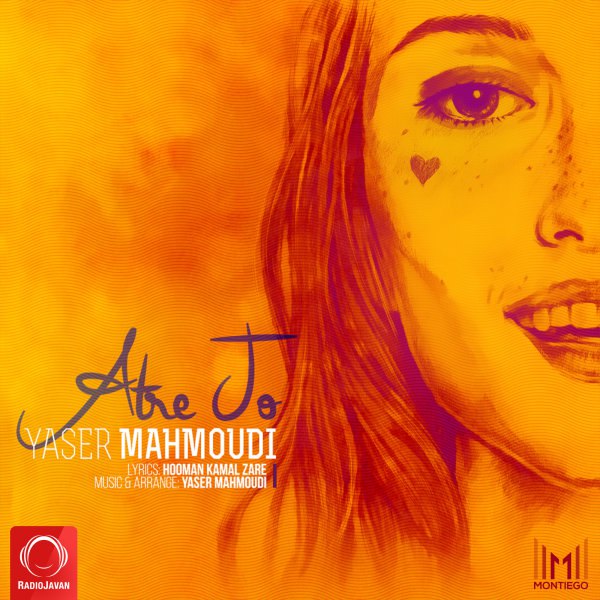 Atre To
YASER MAHMOUDI
LYRICS: HOOMAN KAMAL ZARE
MUSIC & ARRANGE: YASER MAHMOUDI
RADIOJAVAN
M
MONTIEGO